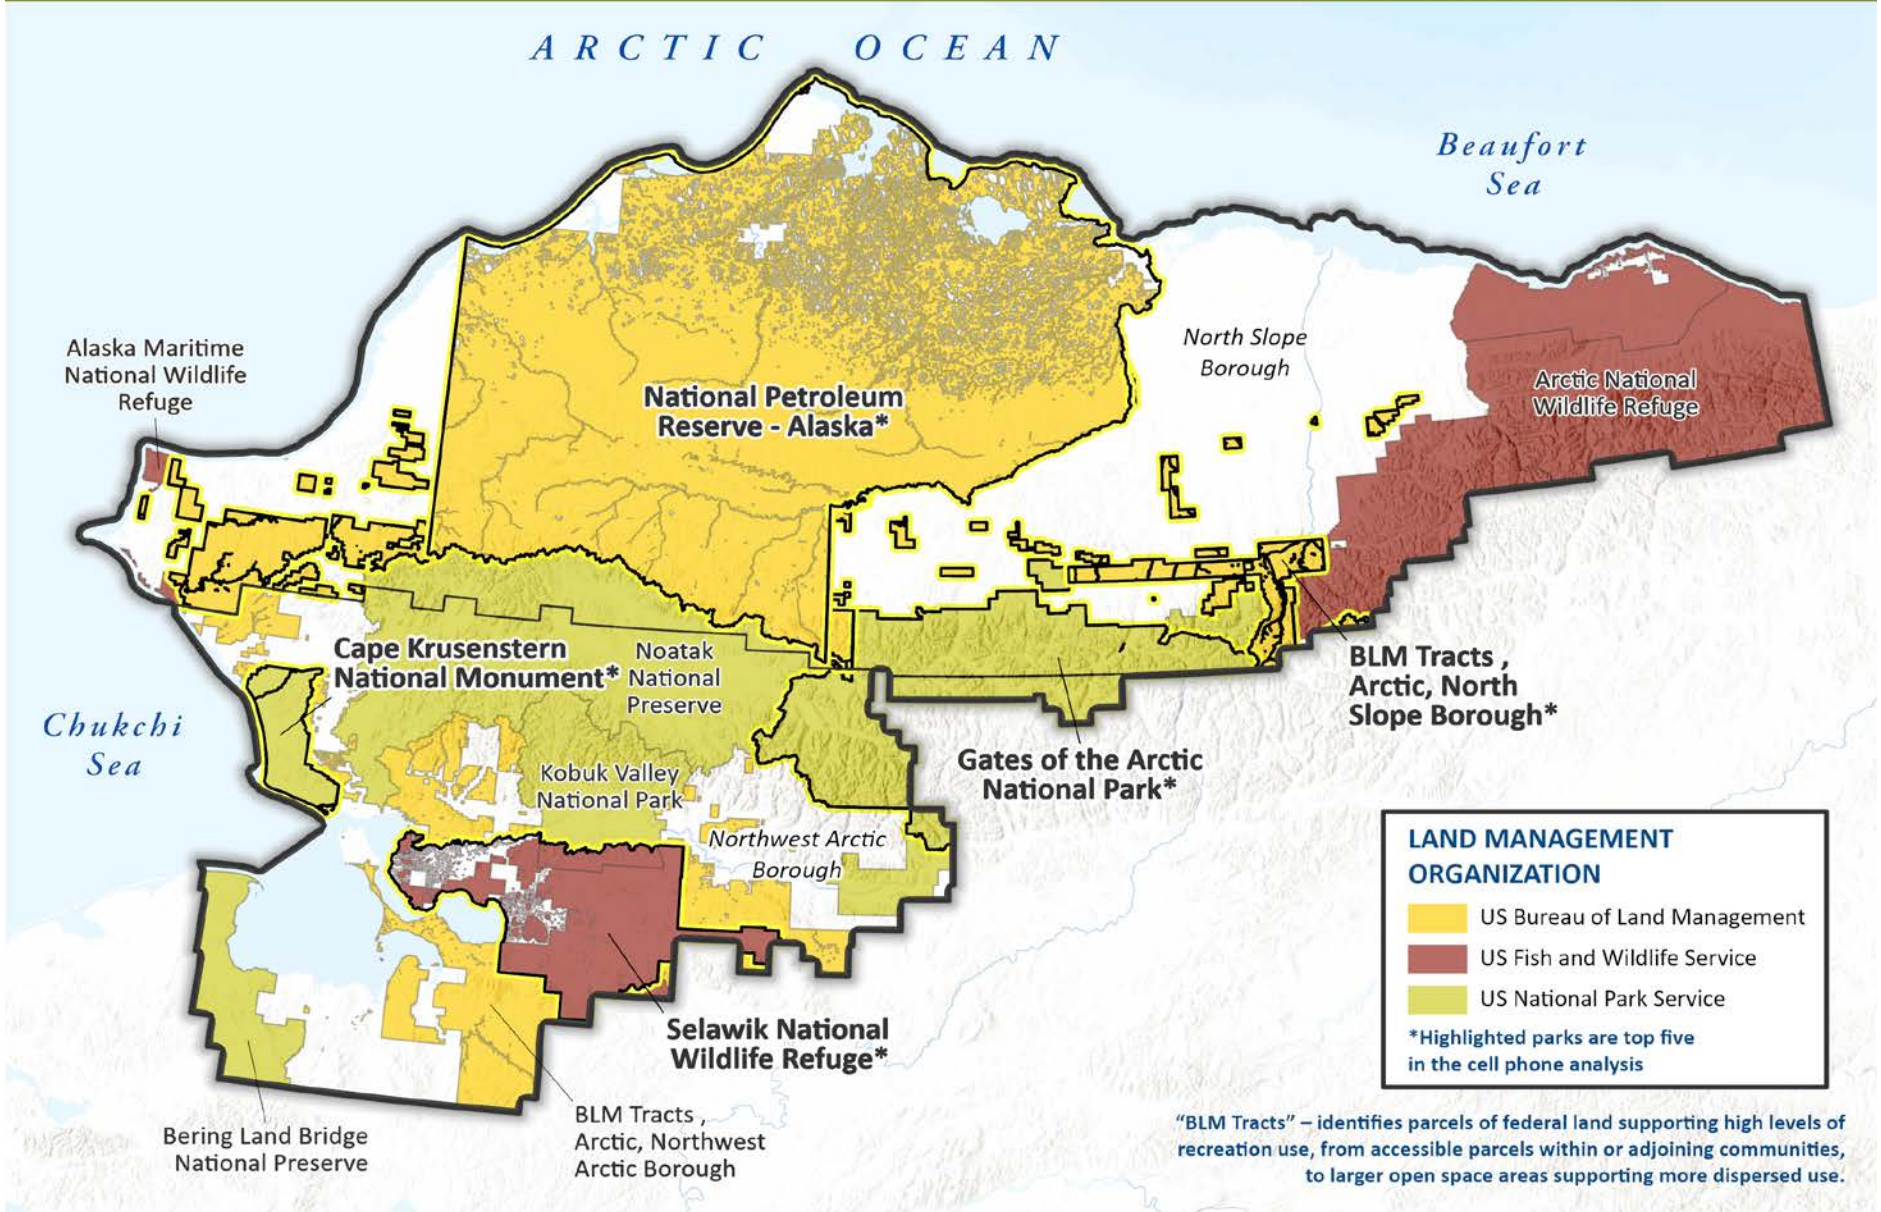 ARCTIC OCEAN
Beaufort
Sea
Alaska Maritime
National Wildlife
Refuge
North Slope
Borough
National Petroleum
Reserve - Alaska*
Arctic National
Wildlife Refuge
Cape Krusenstern
National Monument*
Noatak
National
Preserve
BLM Tracts ,
Arctic, North
Slope Borough*
Chukchi
Sea
Gates of the Arctic
National Park*
Kobuk Valley
National Park
Northwest Arctic
Borough
Selawik National
Wildlife Refuge*
BLM Tracts ,
Arctic, Northwest
Arctic Borough
Bering Land Bridge
National Preserve
LAND MANAGEMENT
ORGANIZATION
US Bureau of Land Management
US Fish and Wildlife Service
US National Park Service
*Highlighted parks are top five
in the cell phone analysis
“BLM Tracts” – identifies parcels of federal land supporting high levels of
recreation use, from accessible parcels within or adjoining communities,
to larger open space areas supporting more dispersed use.